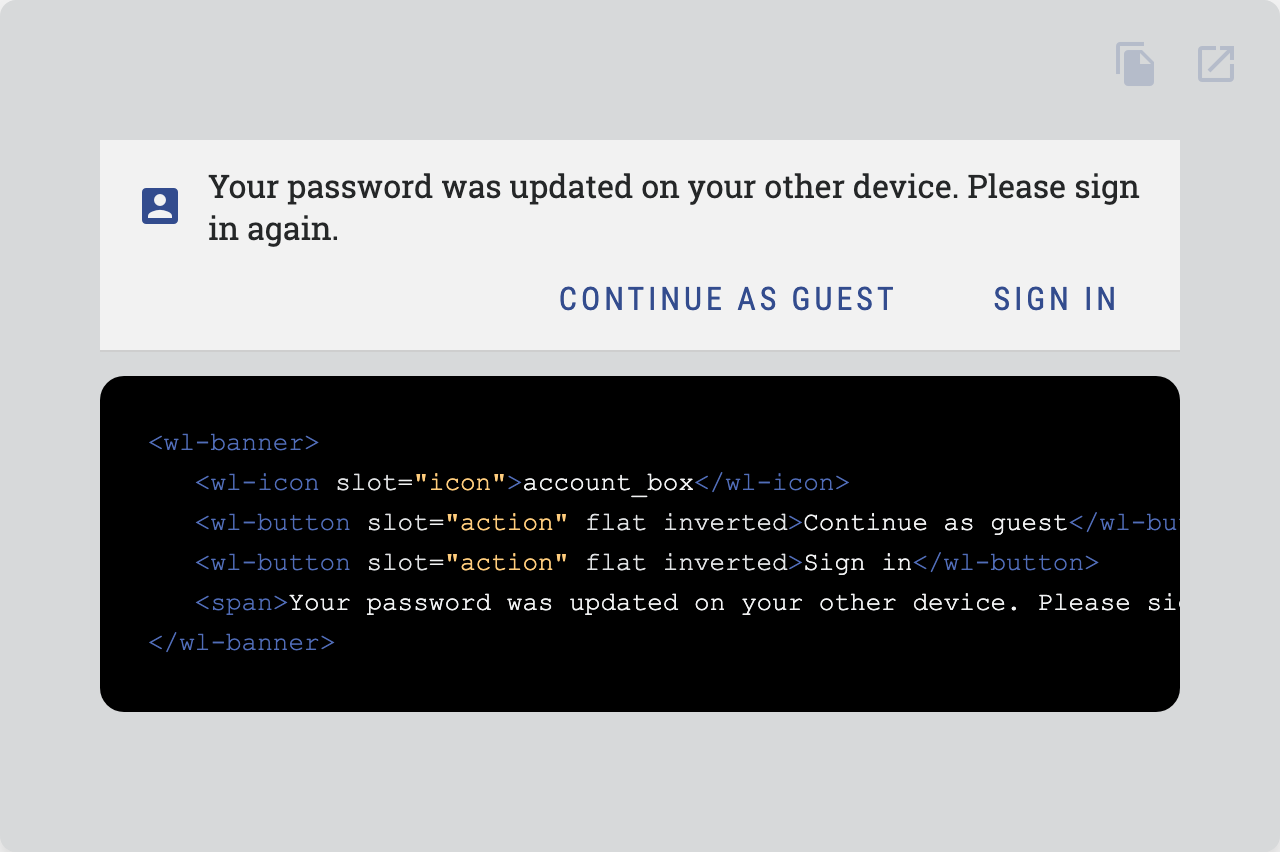 Your password was updated on your other device. Please sign
in again.
CONTINUE AS GUEST SIGN IN
<wl-banner>
<wl-icon slot="icon">account_box</wl-icon>
<wl-button slot="action" flat inverted>Continue as guest</wl-bu
<wl-button slot="action" flat inverted>Sign in</wl-button>
<span>Your password was updated on your other device. Please
</wl-banner>